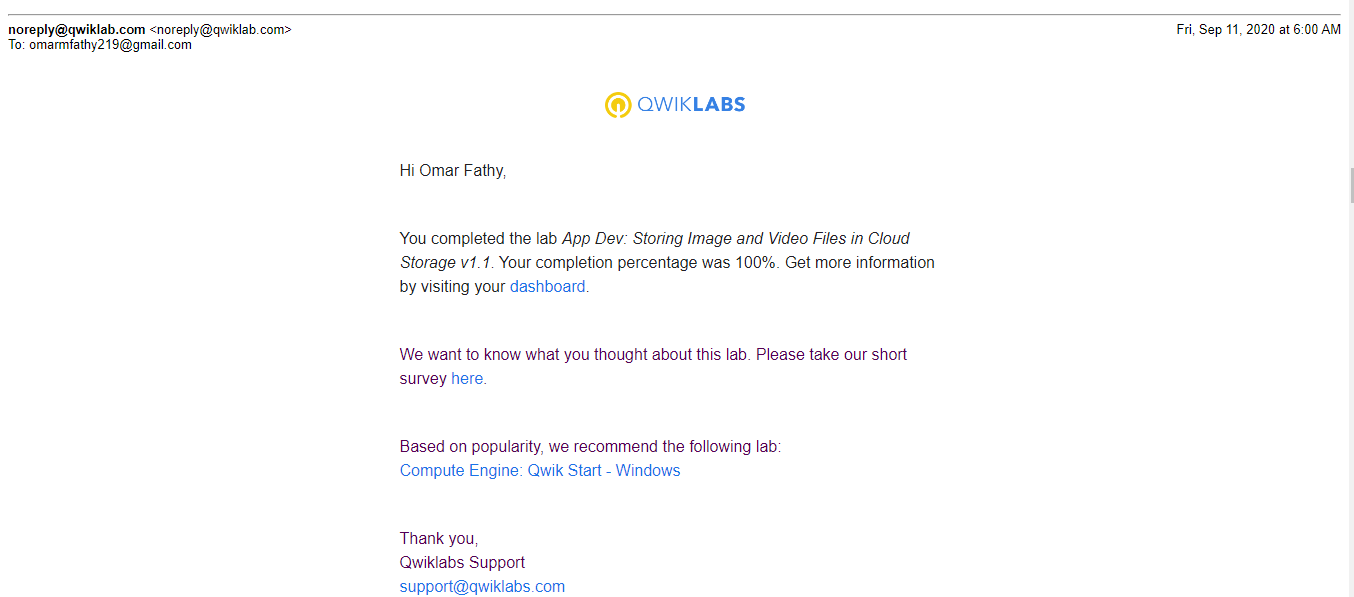 noreply@qwiklab.com <noreply@qwiklab.com> Fri, Sep 11, 2020 at 6:00 AM
To: omarmfathy219@gmail.com
QWIKLABS
Hi Omar Fathy,
You completed the lab App Dev: Storing Image and Video Files in Cloud
Storage v1.1. Your completion percentage was 100%. Get more information
by visiting your dashboard.
We want to know what you thought about this lab. Please take our short
survey here.
Based on popularity, we recommend the following lab:
Compute Engine: Qwik Start - Windows
Thank you,
Qwiklabs Support
support@qwiklabs.com